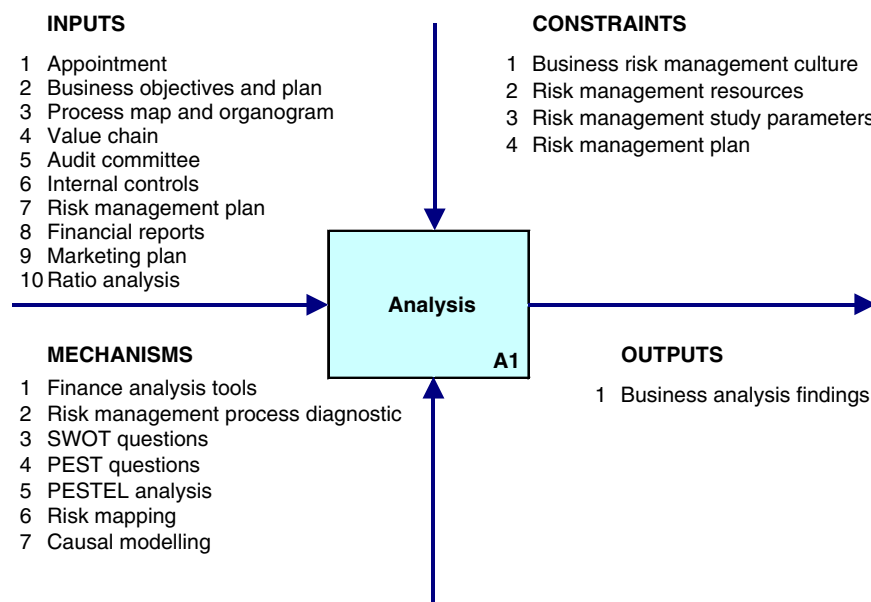 INPUTS
1 Appointment
2 Business objectives and plan
3 Process map and organogram
4 Value chain
5 Audit committee
6 Internal controls
7 Risk management plan
8 Financial reports
9 Marketing plan
10 Ratio analysis
CONSTRAINTS
1 Business risk management culture
2 Risk management resources
3 Risk management study parameters
4 Risk management plan
Analysis
A1
MECHANISMS
1 Finance analysis tools
2 Risk management process diagnostic
3 SWOT questions
4 PEST questions
5 PESTEL analysis
6 Risk mapping
7 Causal modelling
OUTPUTS
1 Business analysis findings